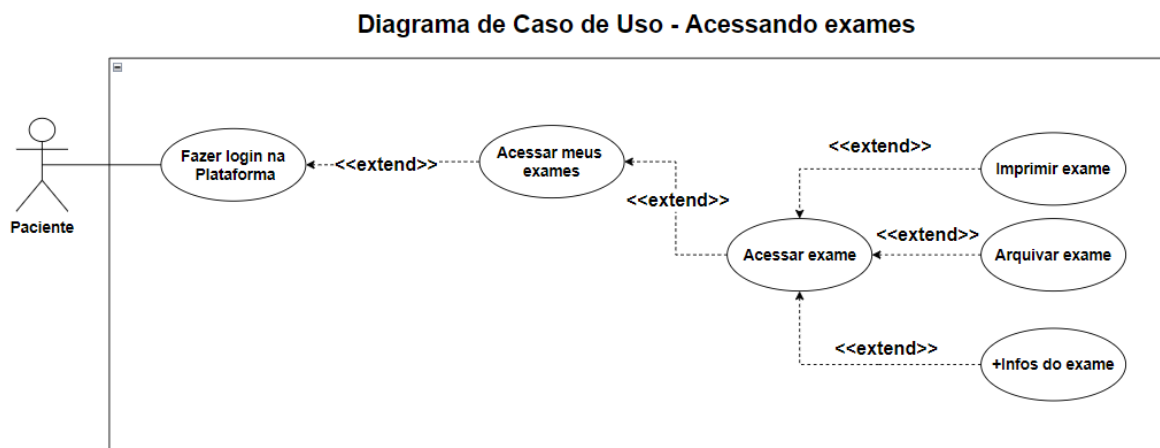 Diagrama de Caso de Uso - Acessando exames
Paciente
Fazer login na
Plataforma
<<extend>>
Acessar meus
exames
<<extend>>
Acessar exame
<<extend>>
Imprimir exame
<<extend>>
Arquivar exame
<<extend>>
+Infos do exame